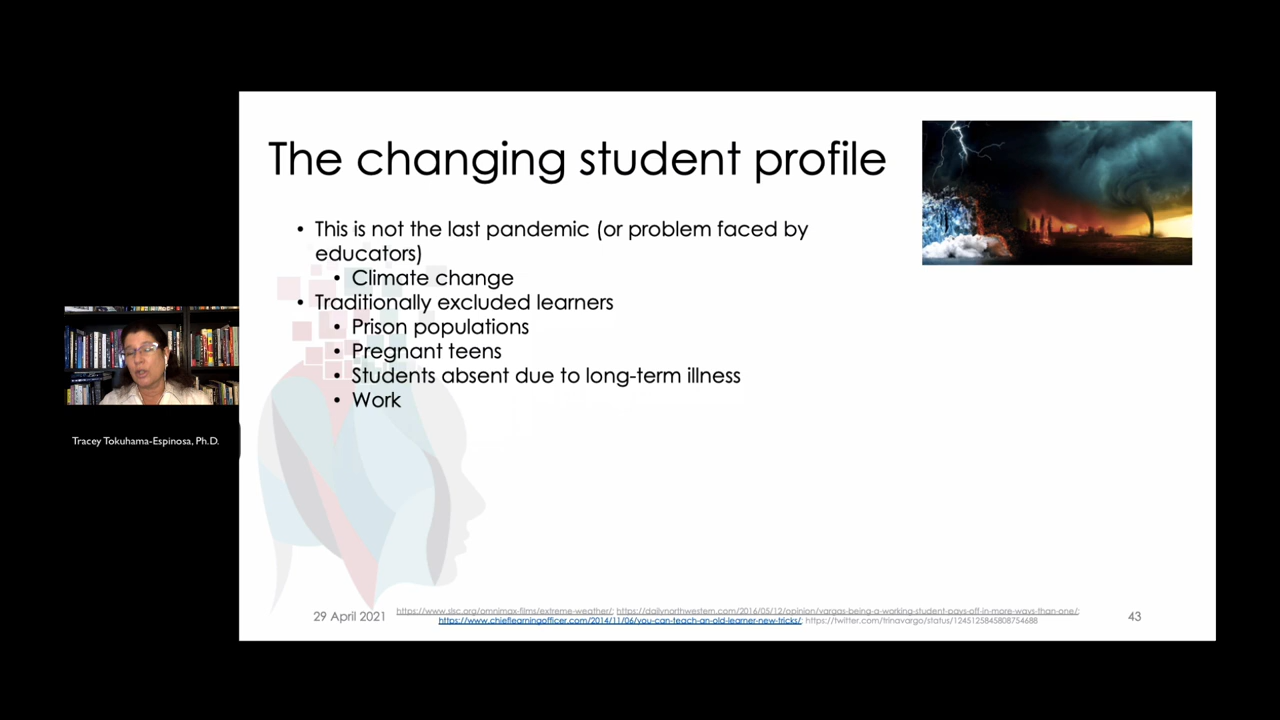 The changing student profile
• This is not the last pandemic (or problem faced by
educators)
• Climate change
• Traditionally excluded learners
• Prison populations
• Pregnant teens
• Students absent due to long-term illness
• Work
Tracey Tokuhama-Espinosa, Ph.D.
29 April 2021
https://www.slsc.org/omnimax-films/extreme-weather/; https://dailynorthwestern.com/2016/05/12/opinion/vargas-being-a-working-student-pays-off-in-more-ways-than-one/;
https://www.chieflearningofficer.com/2014/11/06/you-can-teach-an-old-learner-new-tricks/; https://twitter.com/trinavargo/status/1245125845808754688
43